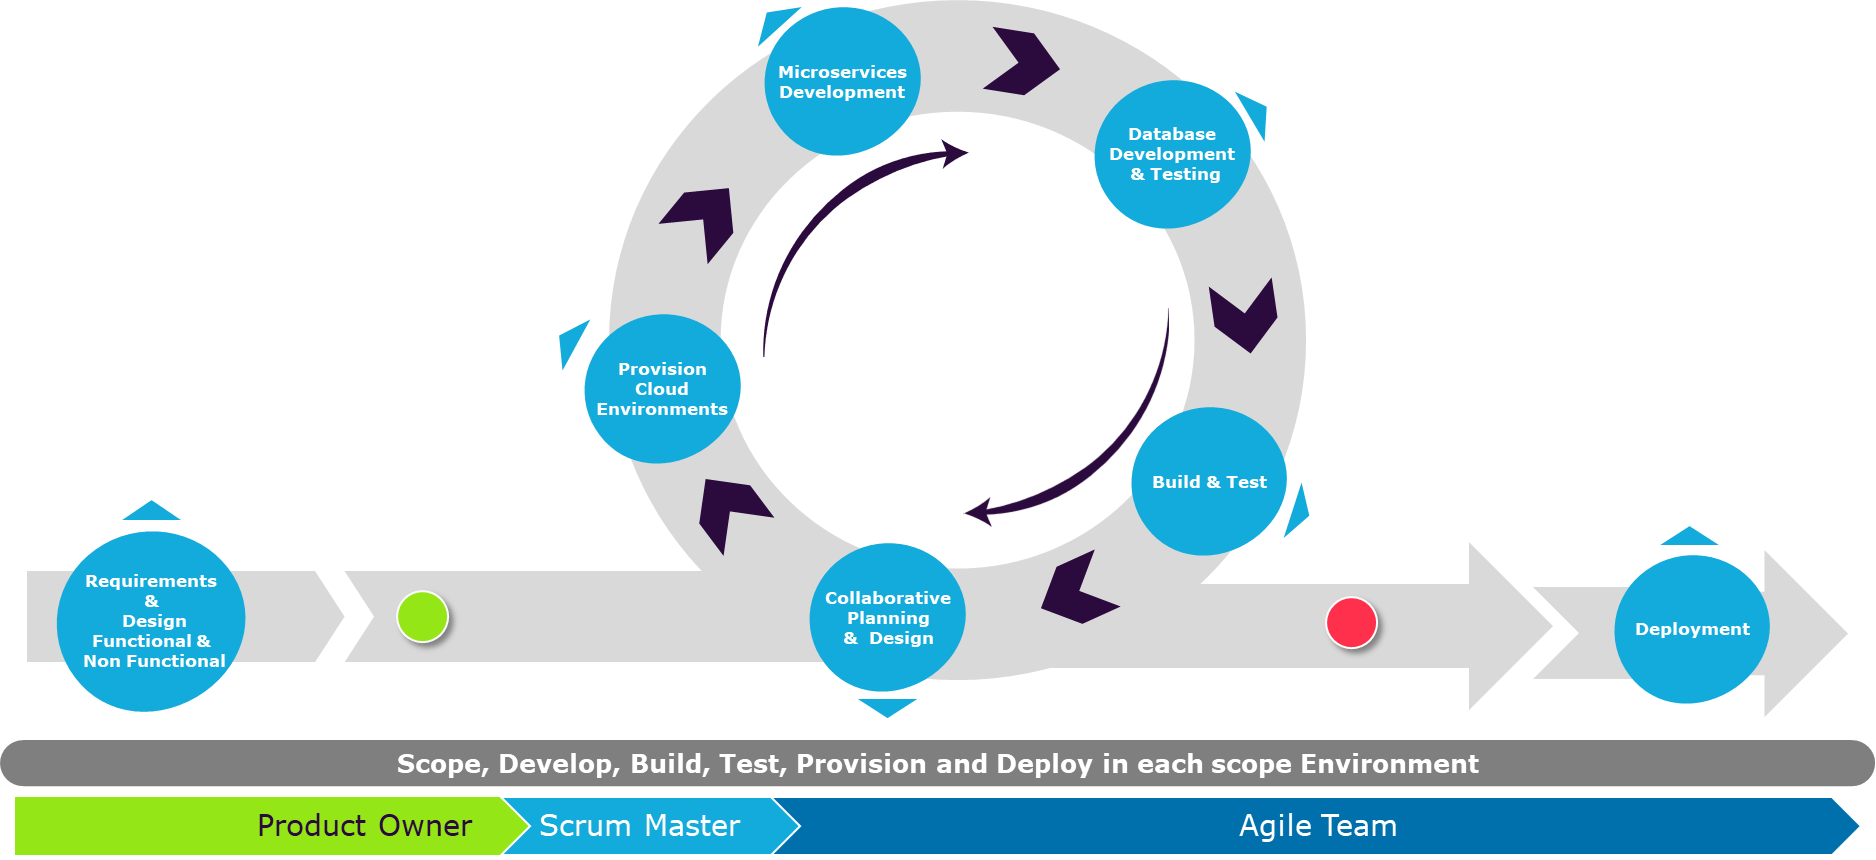 Microservices
Development
Database
Development
& Testing
Provision
Cloud
Environments
Build & Test
Requirements
&
Design
Functional &
Non Functional
Collaborative
Planning
& Design
Deployment
Scope, Develop, Build, Test, Provision and Deploy in each scope Environment
Product Owner
Scrum Master
Agile Team